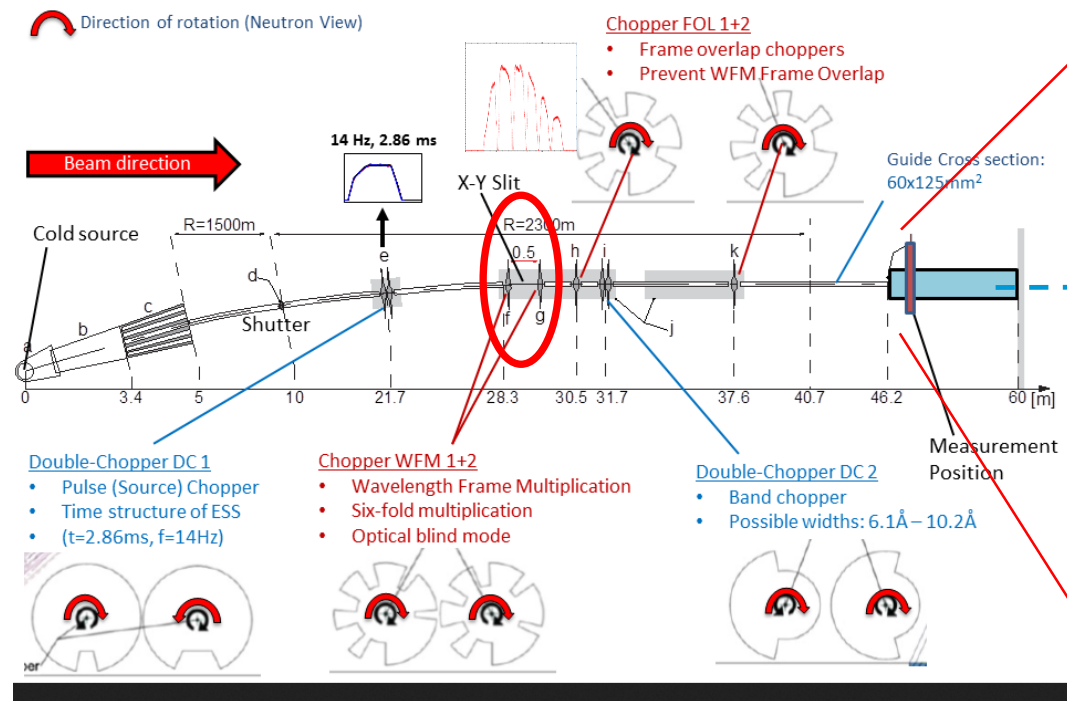 Direction of rotation (Neutron View)
Chopper FOL 1+2
• Frame overlap choppers
• Prevent WFM Frame Overlap
Beam direction
14 Hz, 2.86 ms
X-Y Slit
Guide Cross section:
60x125mm²
R=1500m
R=2300m
Cold source
a
b
c
d
e
0.5
f
g
h
i
j
k
Shutter
0
3.4
5
10
21.7
28.3
30.5
31.7
37.6
40.7
46.2
60 [m]
Measurement
Position
Double-Chopper DC 1
• Pulse (Source) Chopper
• Time structure of ESS
• (t=2.86ms, f=14Hz)
Chopper WFM 1+2
• Wavelength Frame Multiplication
• Six-fold multiplication
• Optical blind mode
Double-Chopper DC 2
• Band chopper
• Possible widths: 6.1Å – 10.2Å
per